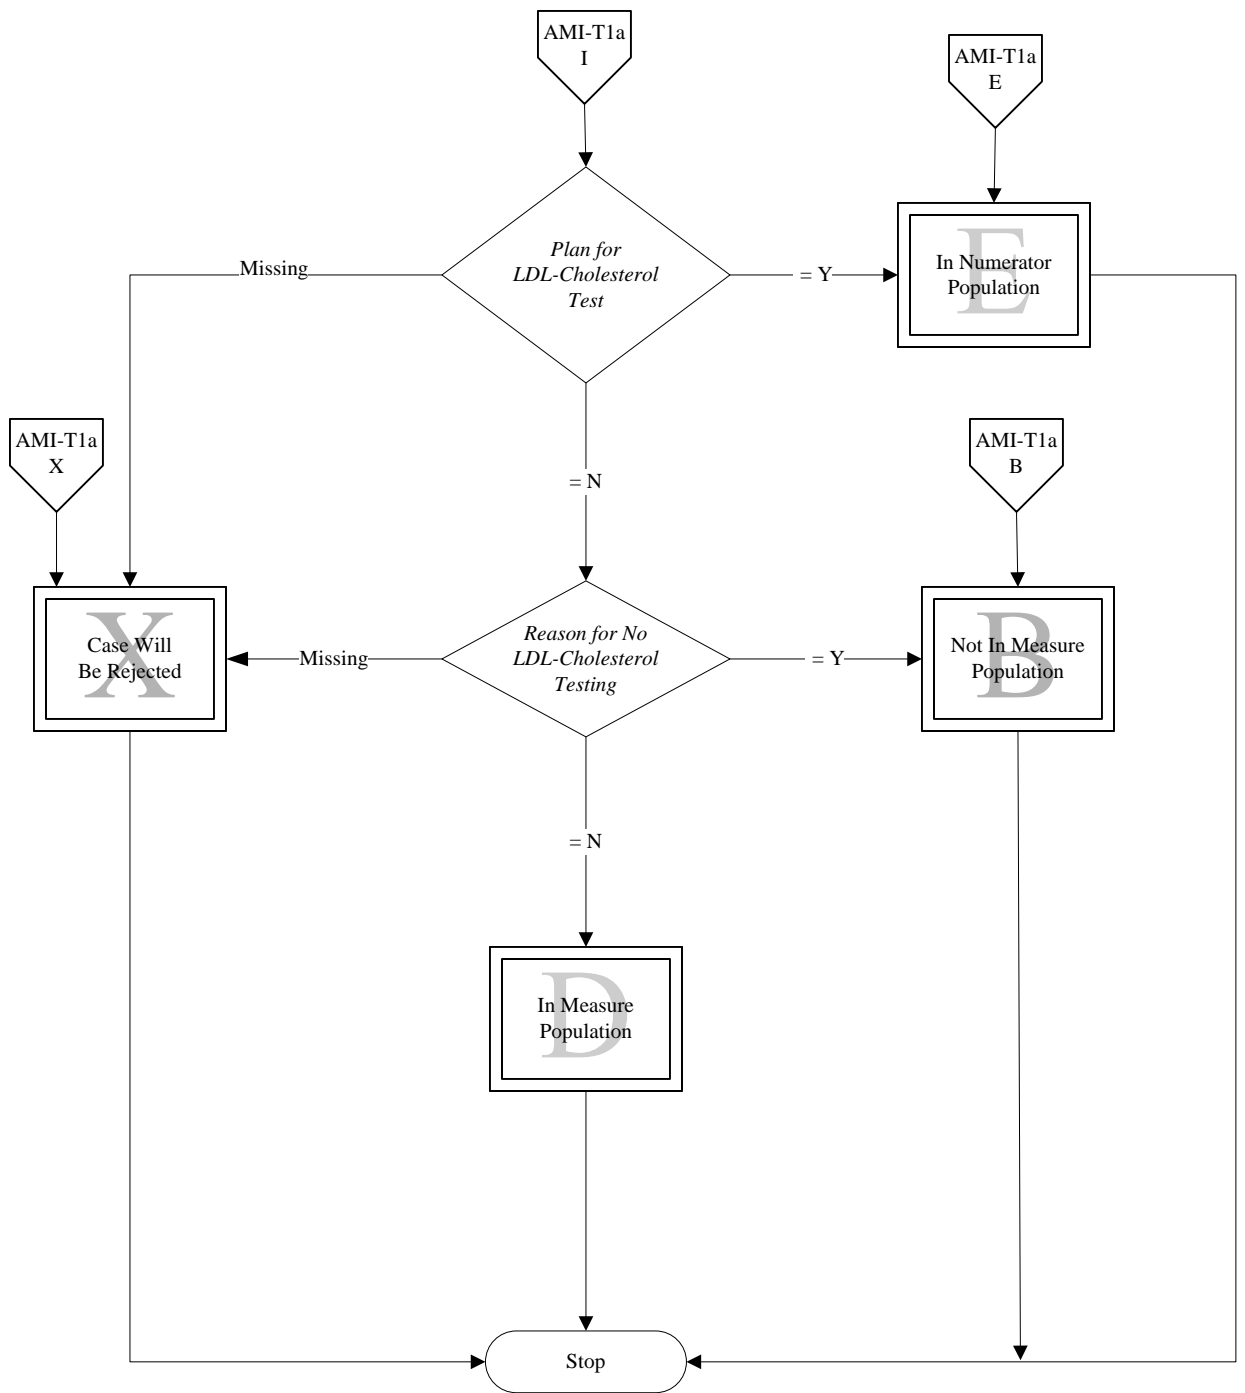 AMI-T1a
I
AMI-T1a
E
Plan for
LDL-Cholesterol
Test
Missing
= Y
E
In Numerator
Population
AMI-T1a
X
AMI-T1a
B
= N
X
Case Will
Be Rejected
Missing
Reason for No
LDL-Cholesterol
Testing
= Y
B
Not In Measure
Population
= N
D
In Measure
Population
Stop